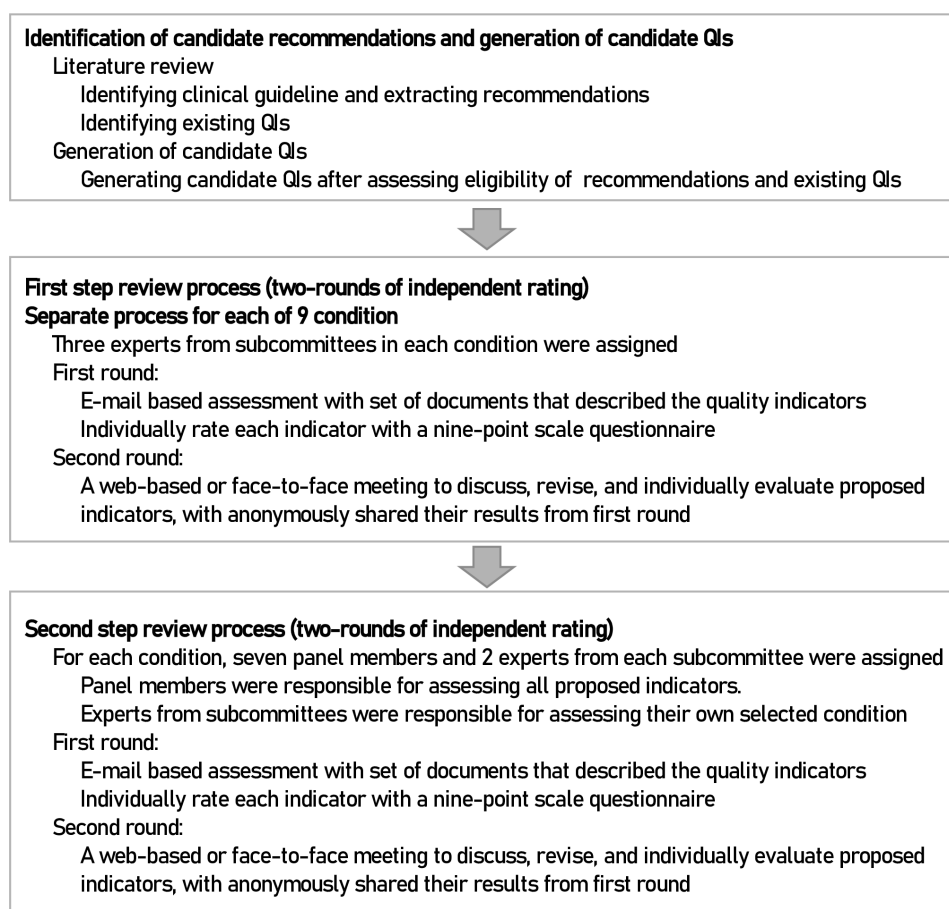 Identification of candidate recommendations and generation of candidate QIs
Literature review
Identifying clinical guideline and extracting recommendations
Identifying existing QIs
Generation of candidate QIs
Generating candidate QIs after assessing eligibility of recommendations and existing QIs
First step review process (two-rounds of independent rating)
Separate process for each of 9 condition
Three experts from subcommittees in each condition were assigned
First round:
E-mail based assessment with set of documents that described the quality indicators
Individually rate each indicator with a nine-point scale questionnaire
Second round:
A web-based or face-to-face meeting to discuss, revise, and individually evaluate proposed
indicators, with anonymously shared their results from first round
Second step review process (two-rounds of independent rating)
For each condition, seven panel members and 2 experts from each subcommittee were assigned
Panel members were responsible for assessing all proposed indicators.
Experts from subcommittees were responsible for assessing their own selected condition
First round:
E-mail based assessment with set of documents that described the quality indicators
Individually rate each indicator with a nine-point scale questionnaire
Second round:
A web-based or face-to-face meeting to discuss, revise, and individually evaluate proposed
indicators, with anonymously shared their results from first round